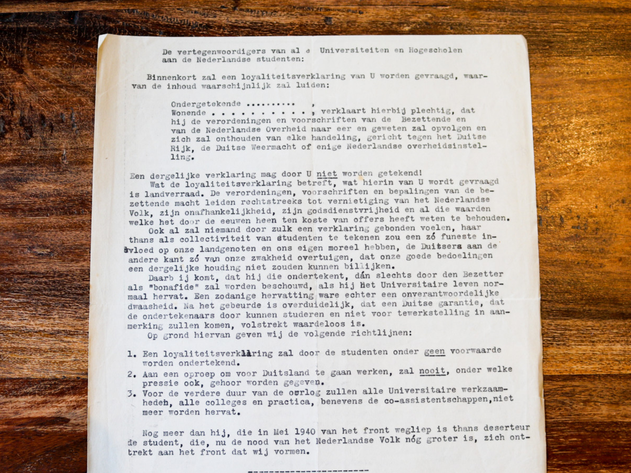 De vertegenwoordigers van al e Universiteiten en Hogescholen
aan de Nederlandse studenten:
Binnenkort zal een loyaliteitsverklaring van U worden gevraagd, waar-
van de inhoud waarschijnlijk zal luiden:
Ondergetekende ......... ,
Wonende . . . . . . . . . . , verklaart hierbij plechtig, dat
hij de verordeningen en voorschriften van de Bezettende en
van de Nederlandse Overheid naar eer en geweten zal opvolgen en
zich zal onthouden van elke handeling, gericht tegen het Duitse
Rijk, de Duitse Weermacht of enige Nederlandse overheidsinstel-
ling.
Een dergelijke verklaring mag door U niet worden getekend!
Wat de loyaliteitsverklaring betreft, wat hierin van U wordt gevraagd
is landverraad. De verordeningen, voorschriften en bepalingen van de be-
zettende macht leiden rechtstreeks tot vernietiging van het Nederlandse
Volk, zijn onafhankelijkheid, zijn godsdienstvrijheid en al die waarden
welke het door de eeuwen heen ten koste van offers heeft weten te behouden.
Ook al zal niemand door zulk een verklaring gebonden voelen, haar
thans als collectiviteit van studenten te tekenen zou een zó funeste in-
vloed op onze landgenoten en ons eigen moreel hebben, de Duitsers aan de
andere kant zó van onze zwakheid overtuigen, dat onze goede bedoelingen
een dergelijke houding niet zouden kunnen billijken.
Daarb ij komt, dat hij die ondertekent, dán slechts door den Bezetter
als "bonafide" zal worden beschouwd, als hij het Universitaire leven nor-
maal hervat. Een zodanige hervatting ware echter een onverantwoordelijke
dwaasheid. Na het gebeurde is overduidelijk, dat een Duitse garantie, dat
de ondertekenaars door kunnen studeren en niet voor tewerkstelling in aan-
merking zullen komen, volstrekt waardeloos is.
Op grond hiervan geven wij de volgende richtlijnen:
1. Een loyaliteitsverklaring zal door de studenten onder geen voorwaarde
worden ondertekend.
2. Aan een oproep om voor Duitsland te gaan werken, zal nooit, onder welke
pressie ook, gehoor worden gegeven.
3. Voor de verdere duur van de oorlog zullen alle Universitaire werkzaam-
heden, alle colleges en practica, benevens de co-assistentschappen,niet
meer worden hervat.
Nog meer dan hij, die in Mei 1940 van het front wegliep is thans deserteur
de student, die, nu de nood van het Nederlandse Volk nóg groter is, zich ont-
trekt aan het front dat wij vormen.